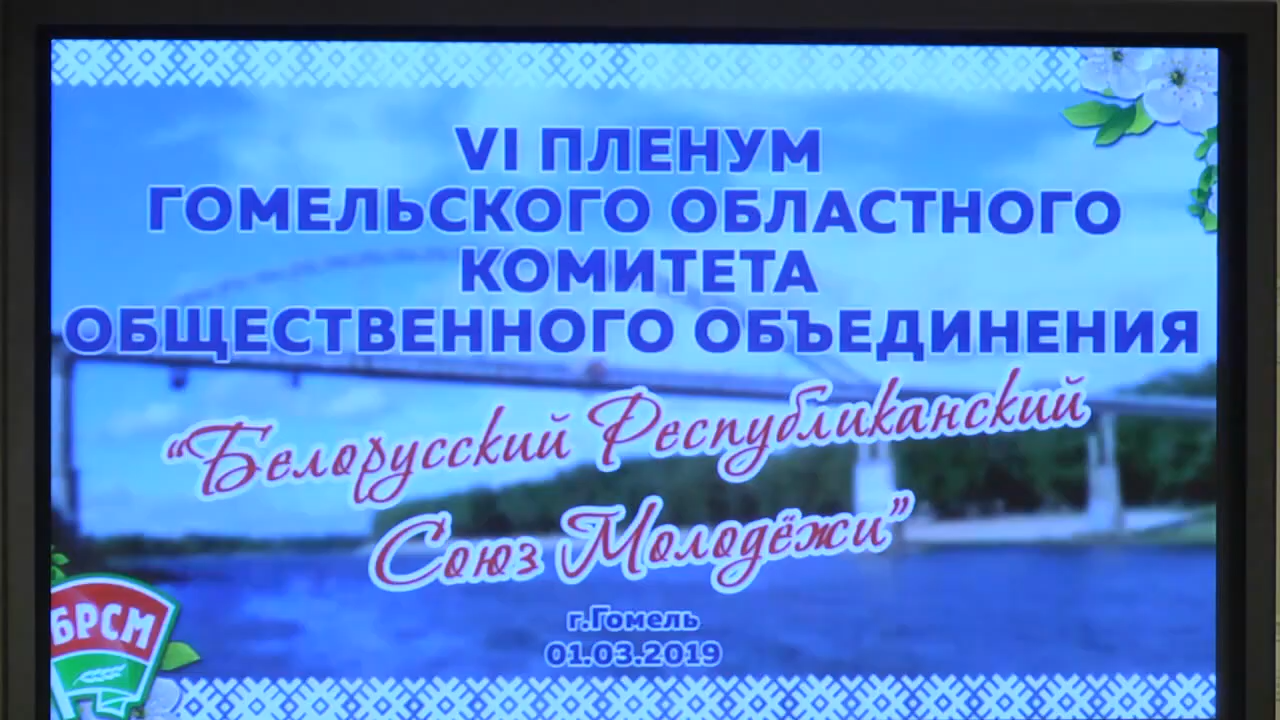 VI ПЛЕНУМ
ГОМЕЛЬСКОГО ОБЛАСТНОГО
КОМИТЕТА
ОБЩЕСТВЕННОГО ОБЪЕДИНЕНИЯ
“Белорусский Республиканский
Союз Молодёжи”
г.Гомель
01.03.2019
БРСМ